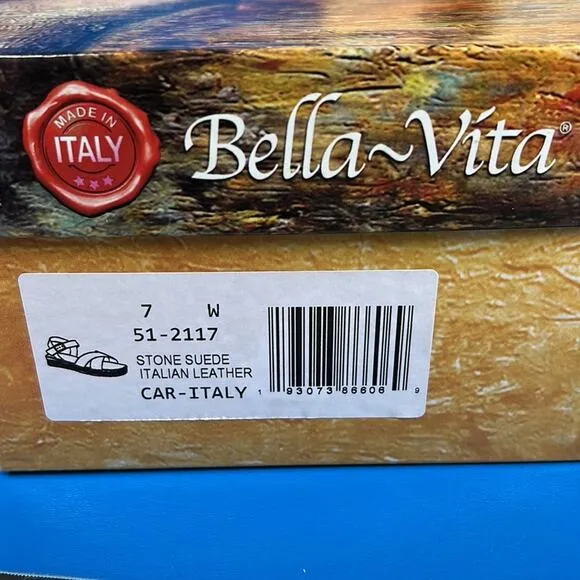 MADE IN
ITALY
Bella~Vita®
7 W
51-2117
STONE SUEDE
ITALIAN LEATHER
CAR-ITALY
1 93073 86606 9